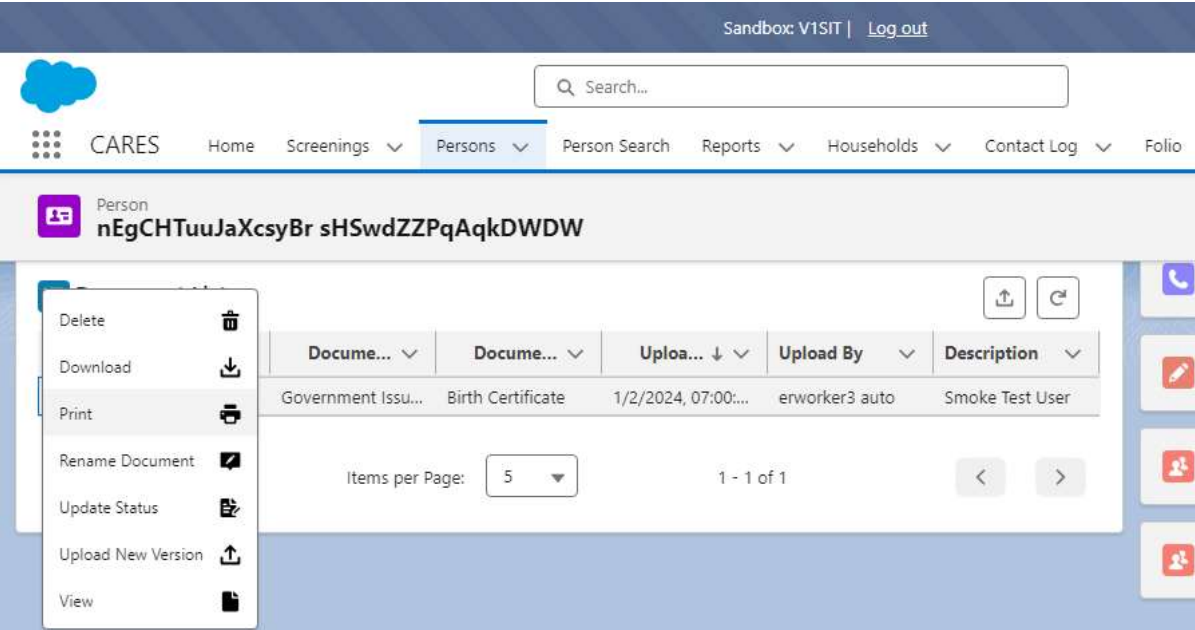 Sandbox: V1SIT | Log out
Search...
CARES Home Screenings Persons Person Search Reports Households Contact Log Folio
Person
nEgCHTuuJaXcsyBr sHSwdZZPqAqkDWDW
Delete
Download
Print
Rename Document
Update Status
Upload New Version
View
Docume... Docume... Uploa... ↓ Upload By Description
Government Issu... Birth Certificate 1/2/2024, 07:00:... erworker3 auto Smoke Test User
Items per Page: 5 1 - 1 of 1